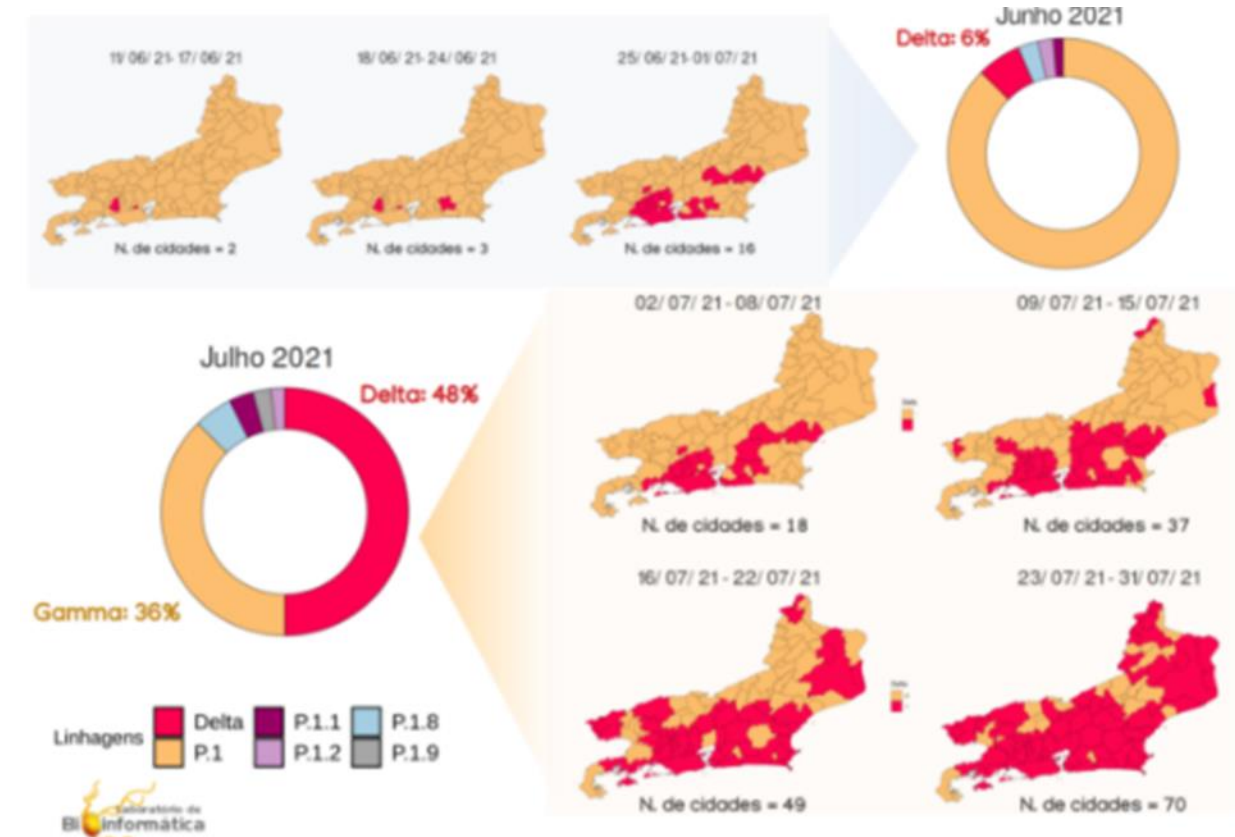 Junho 2021
Delta: 6%
11/06/21-17/06/21
18/06/21-24/06/21
25/06/21-01/07/21
N. de cidades = 2
N. de cidades = 3
N. de cidades = 16
02/07/21-08/07/21
09/07/21-15/07/21
Julho 2021
Delta: 48%
Gamma: 36%
N. de cidades = 18
N. de cidades = 37
16/07/21-22/07/21
23/07/21-31/07/21
N. de cidades = 49
N. de cidades = 70
Linhagens
Delta
P.1
P.1.1
P.1.2
P.1.8
P.1.9
Laboratório de
Bioinformática